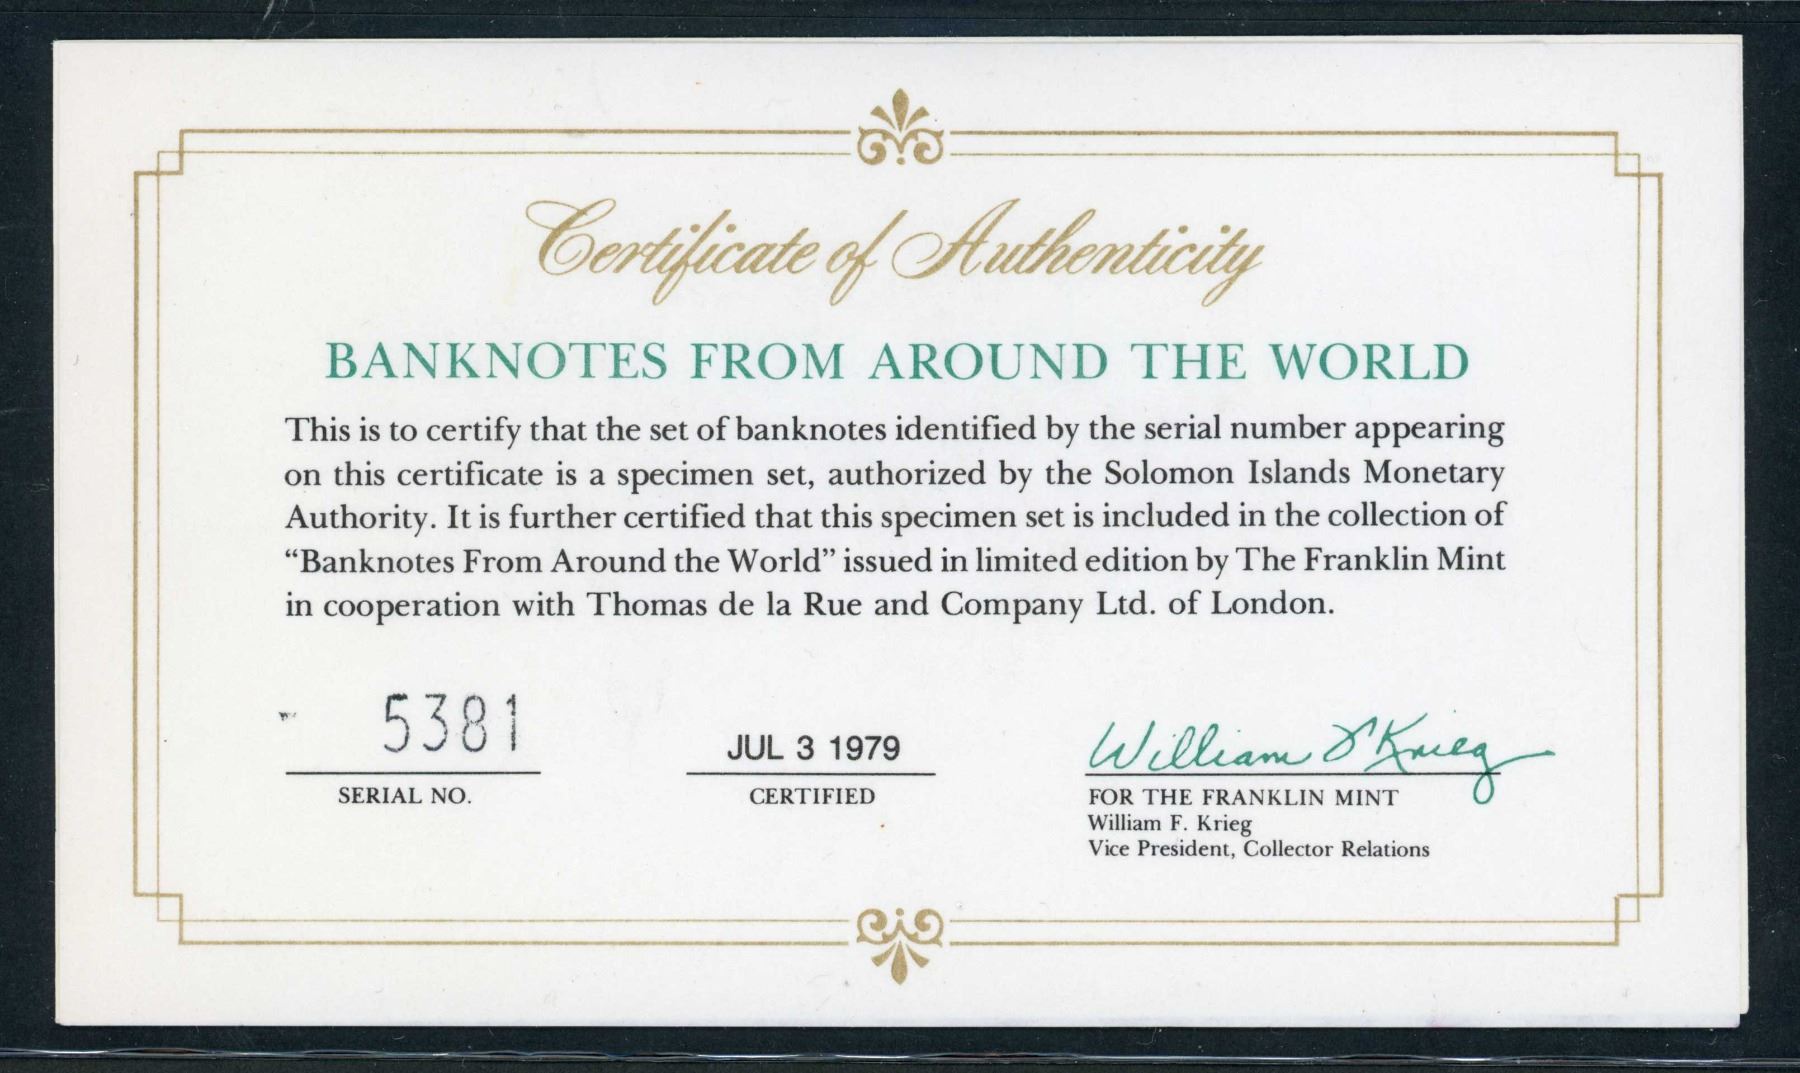 Certificate of Authenticity
BANKNOTES FROM AROUND THE WORLD
This is to certify that the set of banknotes identified by the serial number appearing
on this certificate is a specimen set, authorized by the Solomon Islands Monetary
Authority. It is further certified that this specimen set is included in the collection of
“Banknotes From Around the World” issued in limited edition by The Franklin Mint
in cooperation with Thomas de la Rue and Company Ltd. of London.
5381
SERIAL NO.
JUL 3 1979
CERTIFIED
William F Krieg
FOR THE FRANKLIN MINT
William F. Krieg
Vice President, Collector Relations